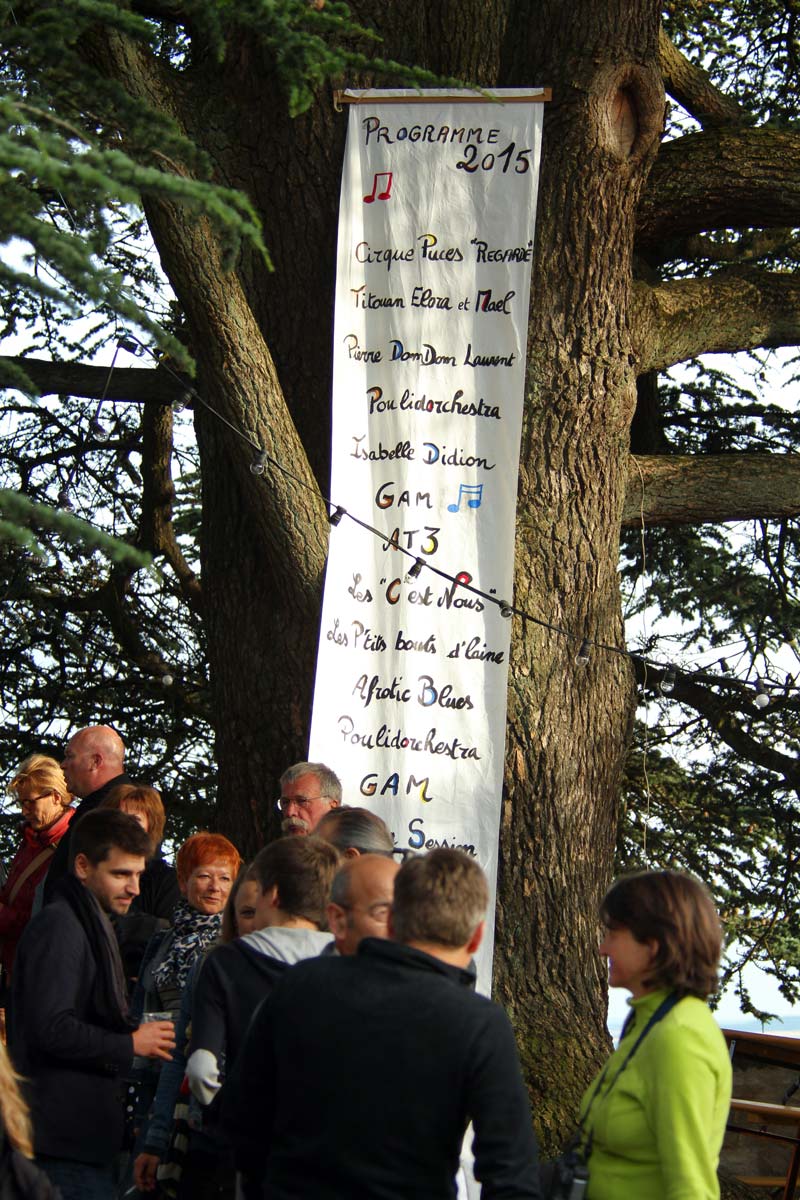 PROGRAMME
2015
Cirque Puces "REGARDE"
Titouan Elora et Mael
Pierre DomDom Laurent
Poulidorchestra
Isabelle Didion
GAM
AT3
Les "C'est Nous"
Les P'tits bouts d'laine
Afrotic Blues
Poulidorchestra
GAM
Session